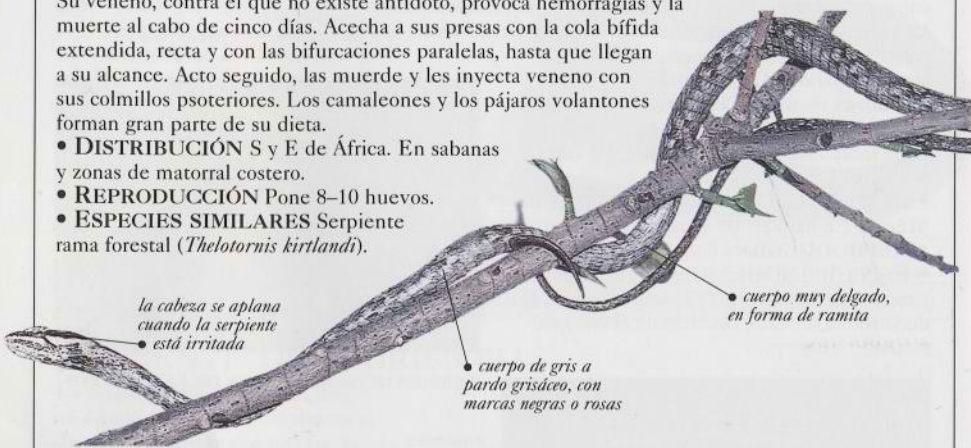 Su veneno, contra el que no existe antídoto, provoca hemorragias y la
muerte al cabo de cinco días. Acecha a sus presas con la cola bífida
extendida, recta y con las bifurcaciones paralelas, hasta que llegan
a su alcance. Acto seguido, las muerde y les inyecta veneno con
sus colmillos psoteriores. Los camaleones y los pájaros volantones
forman gran parte de su dieta.
• DISTRIBUCIÓN S y E de África. En sabanas
y zonas de matorral costero.
• REPRODUCCIÓN Pone 8–10 huevos.
• ESPECIES SIMILARES Serpiente
rama forestal (Thelotornis kirtlandi).
la cabeza se aplana
cuando la serpiente
• está irritada
• cuerpo muy delgado,
en forma de ramita
• cuerpo de gris a
pardo grisáceo, con
marcas negras o rosas